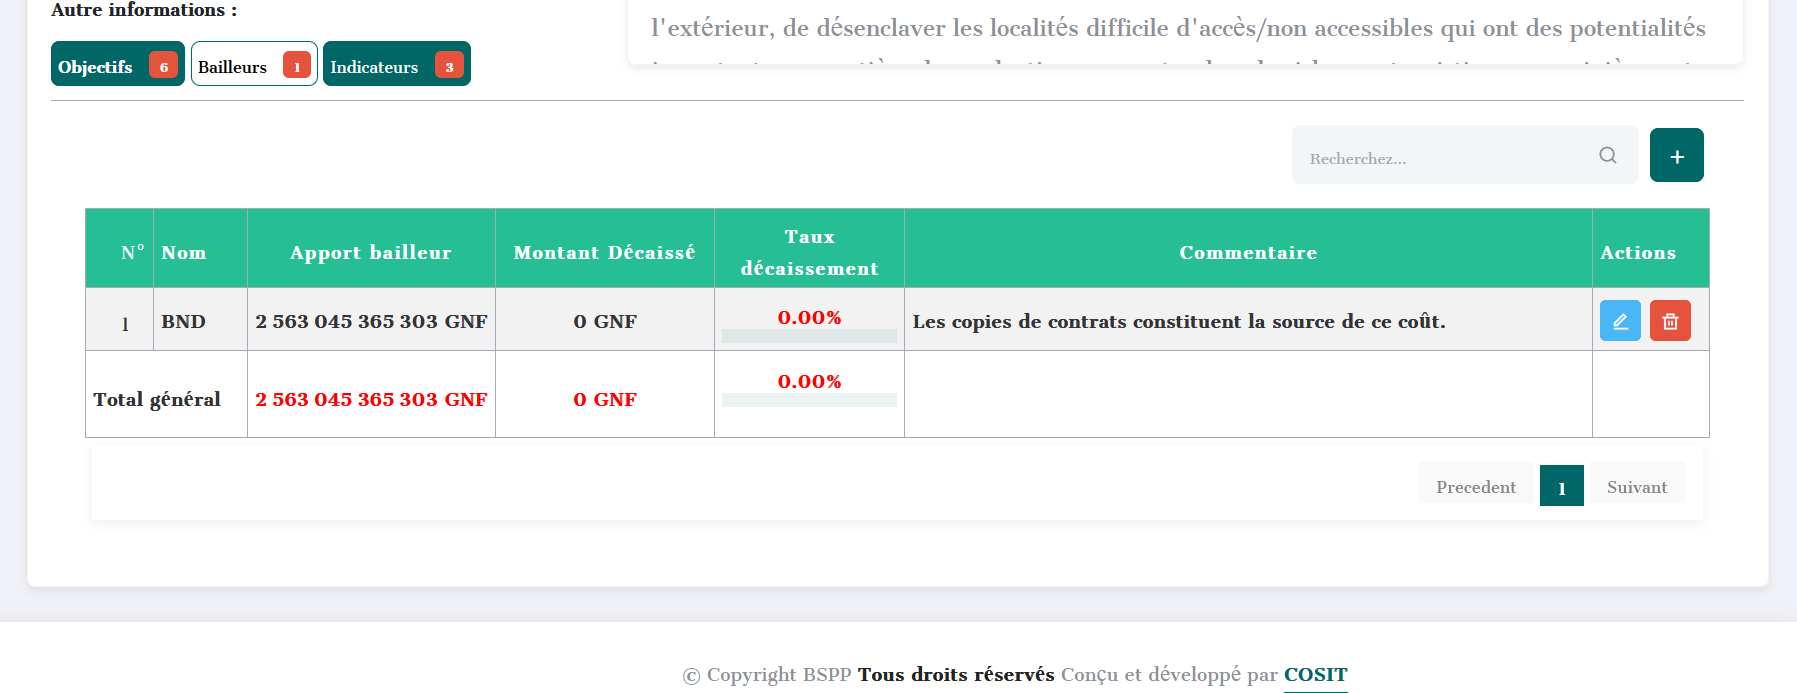 Autre informations :
l'extérieur, de désenclaver les localités difficile d'accès/non accessibles qui ont des potentialités
Objectifs 6 Bailleurs 1 Indicateurs 3
Recherchez... +
N° Nom Apport bailleur Montant Décaissé Taux décaissement Commentaire Actions
1 BND 2 563 045 365 303 GNF 0 GNF 0.00% Les copies de contrats constituent la source de ce coût.
Total général 2 563 045 365 303 GNF 0 GNF 0.00%
Precedent 1 Suivant
© Copyright BSPP Tous droits réservés Conçu et développé par COSIT